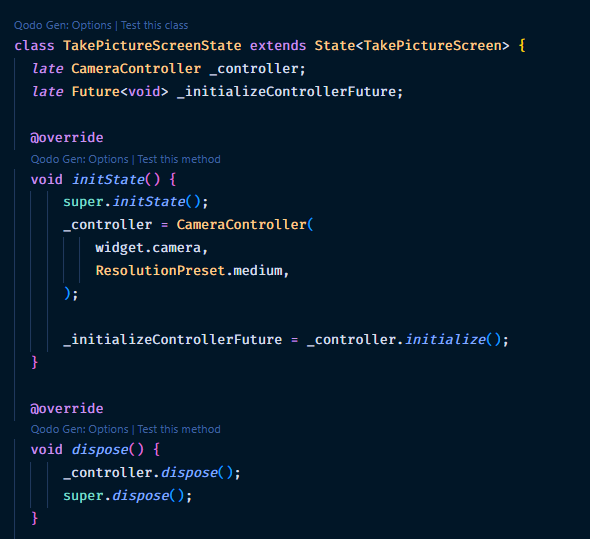 Qodo Gen: Options | Test this class
class TakePictureScreenState extends State<TakePictureScreen> {
late CameraController _controller;
late Future<void> _initializeControllerFuture;
@override
Qodo Gen: Options | Test this method
void initState() {
super.initState();
_controller = CameraController(
widget.camera,
ResolutionPreset.medium,
);
_initializeControllerFuture = _controller.initialize();
}
@override
Qodo Gen: Options | Test this method
void dispose() {
_controller.dispose();
super.dispose();
}